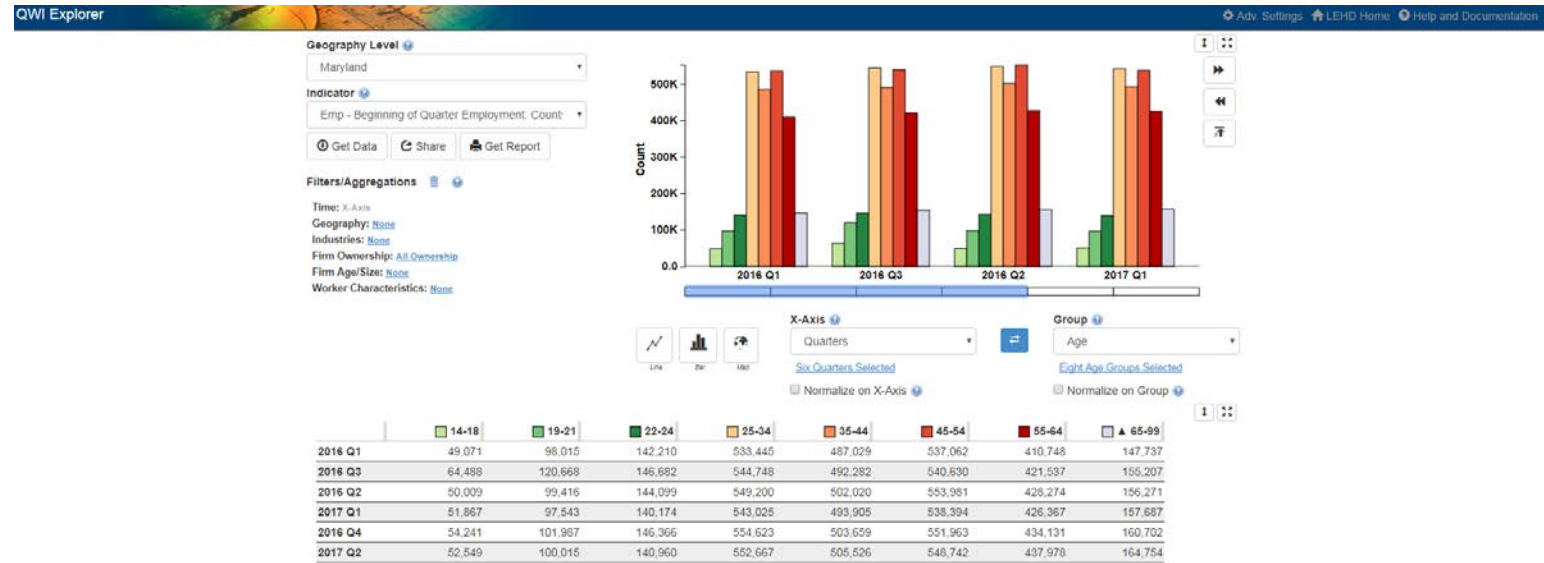 QWI Explorer
Adv. Settings LEHD Home Help and Documentation
Geography Level
Maryland
Indicator
Emp - Beginning of Quarter Employment: Count
Get Data Share Get Report
Filters/Aggregations
Time: X-Axis
Geography: None
Industries: None
Firm Ownership: All Ownership
Firm Age/Size: None
Worker Characteristics: None
Count
500K
400K
300K
200K
100K
0.0
2016 Q1 2016 Q3 2016 Q2 2017 Q1
Line Bar Map
X-Axis
Quarters
Six Quarters Selected
Normalize on X-Axis
Group
Age
Eight Age Groups Selected
Normalize on Group
14-18 19-21 22-24 25-34 35-44 45-54 55-64 ▲ 65-99
2016 Q1 49,071 98,015 142,210 533,445 487,029 537,062 410,748 147,737
2016 Q3 64,488 120,668 146,682 544,748 492,282 540,630 421,537 155,207
2016 Q2 50,009 99,416 144,099 549,200 502,020 553,981 428,274 156,271
2017 Q1 51,867 97,543 140,174 543,025 493,905 538,394 426,367 157,687
2016 Q4 54,241 101,987 146,366 554,623 503,659 551,963 434,131 160,702
2017 Q2 52,549 100,015 140,960 552,667 505,526 548,742 437,978 164,754